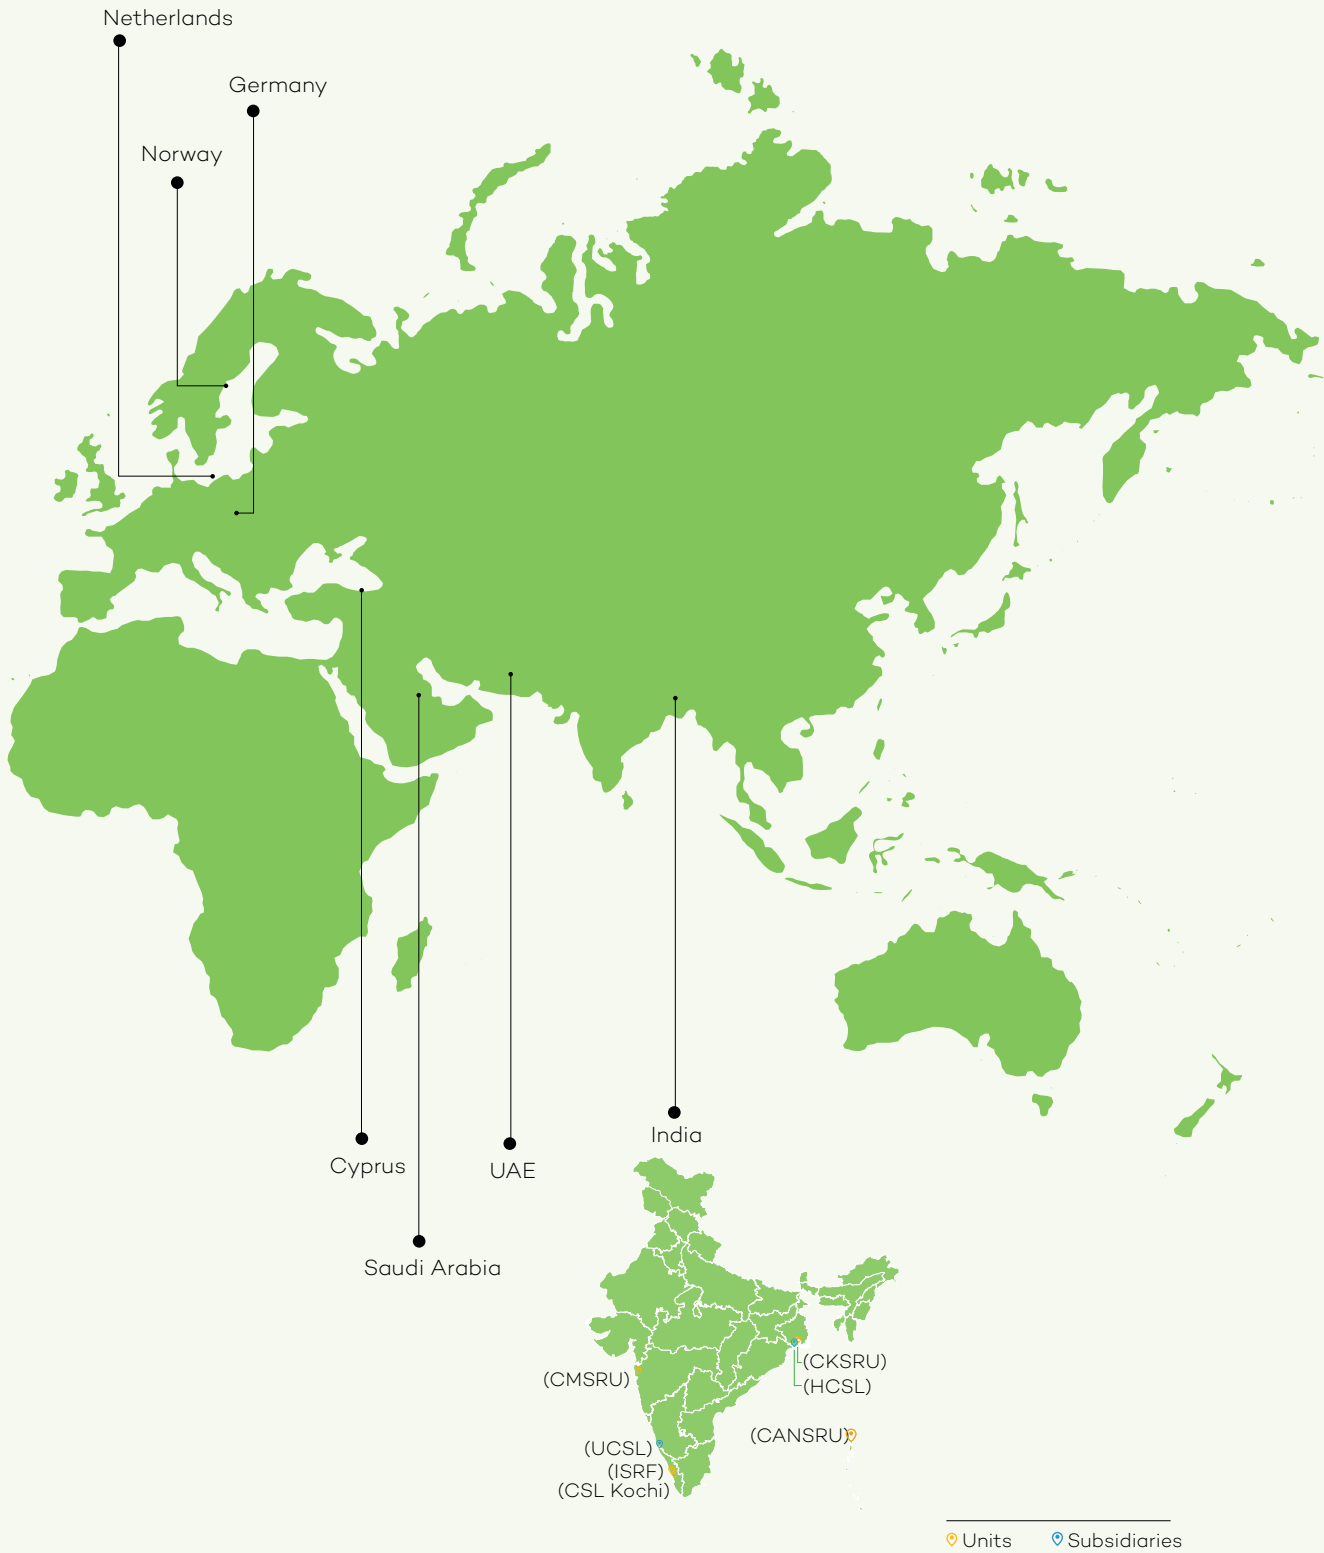 Netherlands
Germany
Norway
India
Cyprus
UAE
Saudi Arabia
(CKSRU)
(CMSRU)
(HCSL)
(CANSRU)
(UCSL)
(ISRF)
(CSL Kochi)
Units
Subsidiaries